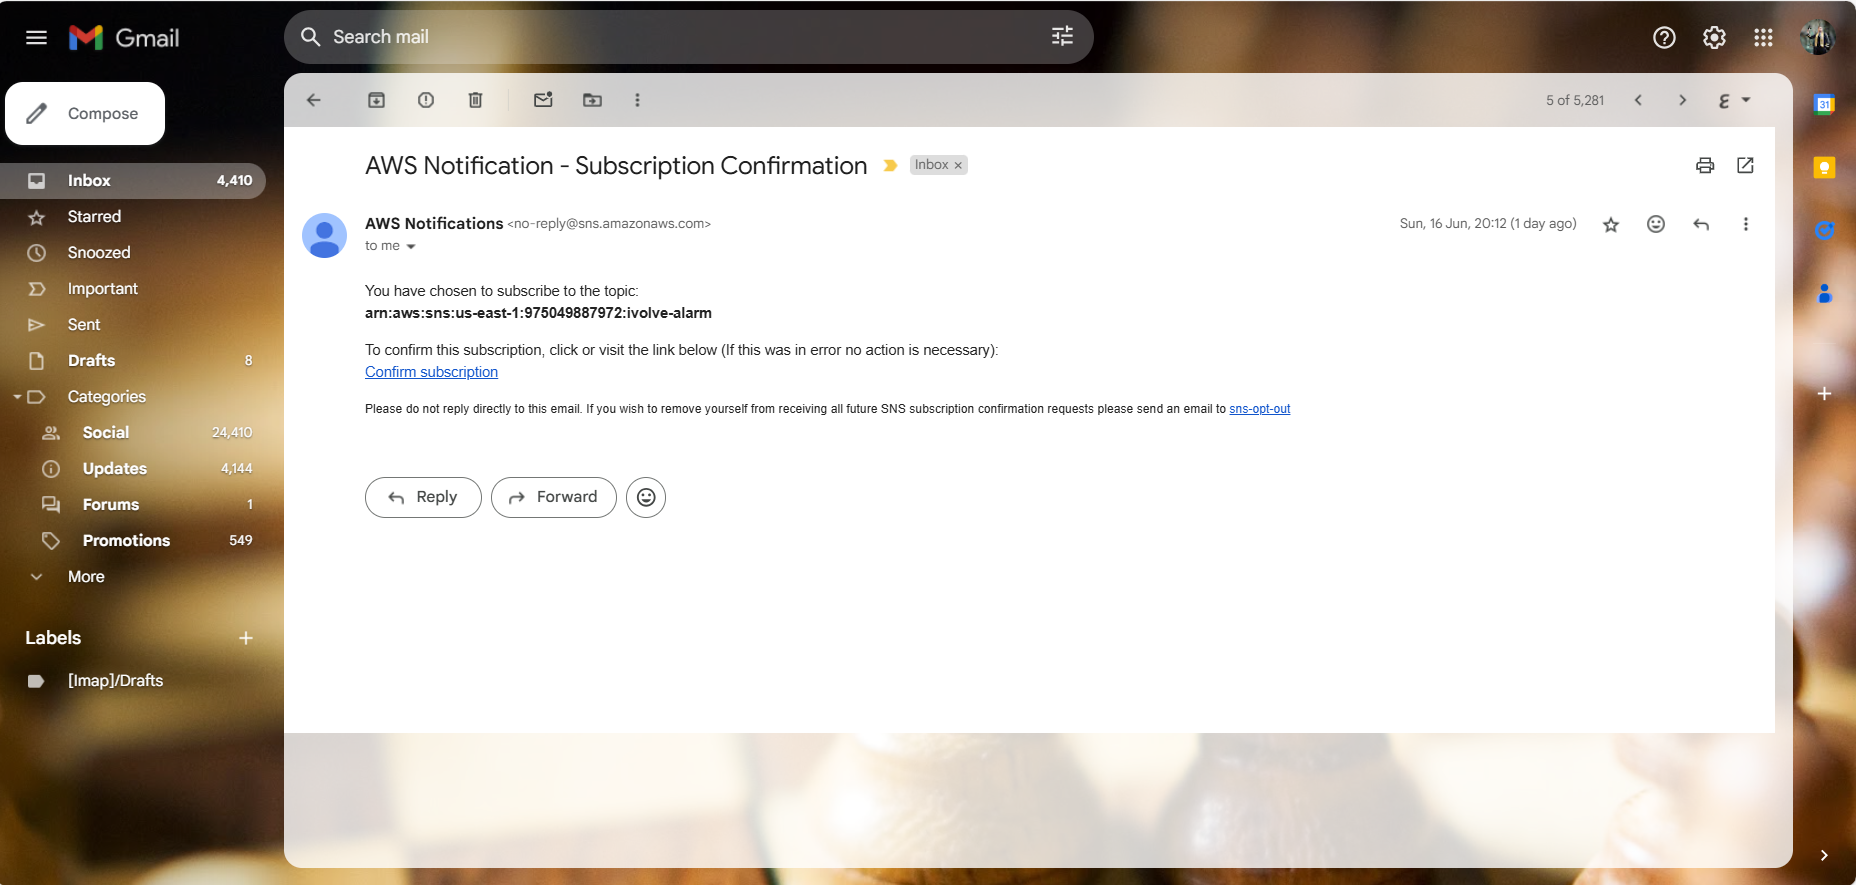 Gmail
Search mail
Compose
5 of 5,281
ع
31
Inbox 4,410
Starred
Snoozed
Important
Sent
Drafts 8
Categories
Social 24,410
Updates 4,144
Forums 1
Promotions 549
More
Labels
[Imap]/Drafts
AWS Notification - Subscription Confirmation
Inbox ×
AWS Notifications <no-reply@sns.amazonaws.com>
Sun, 16 Jun, 20:12 (1 day ago)
to me
You have chosen to subscribe to the topic:
arn:aws:sns:us-east-1:975049887972:ivolve-alarm
To confirm this subscription, click or visit the link below (If this was in error no action is necessary):
Confirm subscription
Please do not reply directly to this email. If you wish to remove yourself from receiving all future SNS subscription confirmation requests please send an email to sns-opt-out
Reply
Forward